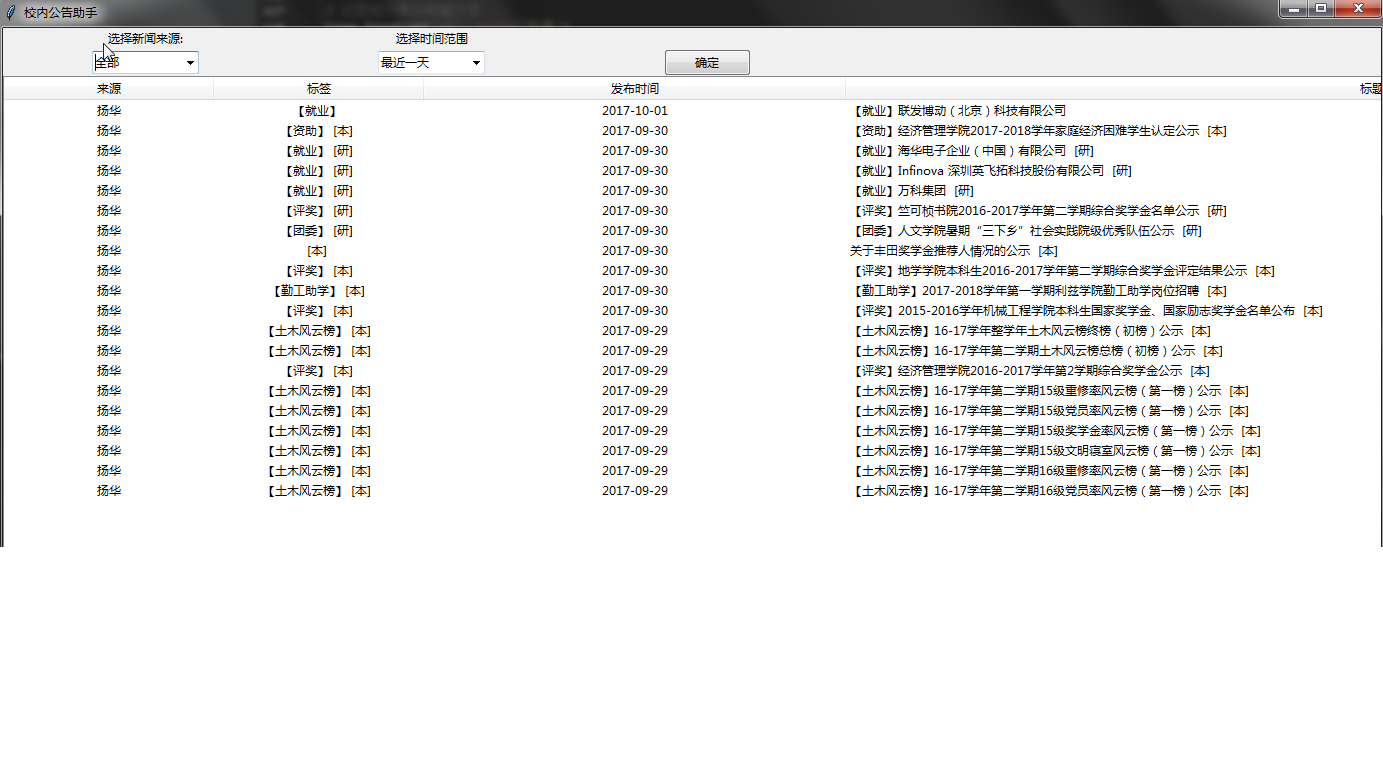 校内公告助手
选择新闻来源: 选择时间范围
全部 最近一天 确定
来源 标签 发布时间 标题
扬华 【就业】 2017-10-01 【就业】联发博动（北京）科技有限公司
扬华 【资助】 [本] 2017-09-30 【资助】经济管理学院2017-2018学年家庭经济困难学生认定公示 [本]
扬华 【就业】 [研] 2017-09-30 【就业】海华电子企业（中国）有限公司 [研]
扬华 【就业】 [研] 2017-09-30 【就业】Infinova 深圳英飞拓科技股份有限公司 [研]
扬华 【就业】 [研] 2017-09-30 【就业】万科集团 [研]
扬华 【评奖】 [研] 2017-09-30 【评奖】竺可桢书院2016-2017学年第二学期综合奖学金名单公示 [研]
扬华 【团委】 [研] 2017-09-30 【团委】人文学院暑期“三下乡”社会实践院级优秀队伍公示 [研]
扬华 [本] 2017-09-30 关于丰田奖学金推荐人情况的公示 [本]
扬华 【评奖】 [本] 2017-09-30 【评奖】地学学院本科生2016-2017学年第二学期综合奖学金评定结果公示 [本]
扬华 【勤工助学】 [本] 2017-09-30 【勤工助学】2017-2018学年第一学期利兹学院勤工助学岗位招聘 [本]
扬华 【评奖】 [本] 2017-09-30 【评奖】2015-2016学年机械工程学院本科生国家奖学金、国家励志奖学金名单公布 [本]
扬华 【土木风云榜】 [本] 2017-09-29 【土木风云榜】16-17学年整学年土木风云榜终榜（初榜）公示 [本]
扬华 【土木风云榜】 [本] 2017-09-29 【土木风云榜】16-17学年第二学期土木风云榜总榜（初榜）公示 [本]
扬华 【评奖】 [本] 2017-09-29 【评奖】经济管理学院2016-2017学年第2学期综合奖学金公示 [本]
扬华 【土木风云榜】 [本] 2017-09-29 【土木风云榜】16-17学年第二学期15级重修率风云榜（第一榜）公示 [本]
扬华 【土木风云榜】 [本] 2017-09-29 【土木风云榜】16-17学年第二学期15级党员率风云榜（第一榜）公示 [本]
扬华 【土木风云榜】 [本] 2017-09-29 【土木风云榜】16-17学年第二学期15级奖学金率风云榜（第一榜）公示 [本]
扬华 【土木风云榜】 [本] 2017-09-29 【土木风云榜】16-17学年第二学期15级文明寝室风云榜（第一榜）公示 [本]
扬华 【土木风云榜】 [本] 2017-09-29 【土木风云榜】16-17学年第二学期16级重修率风云榜（第一榜）公示 [本]
扬华 【土木风云榜】 [本] 2017-09-29 【土木风云榜】16-17学年第二学期16级党员率风云榜（第一榜）公示 [本]